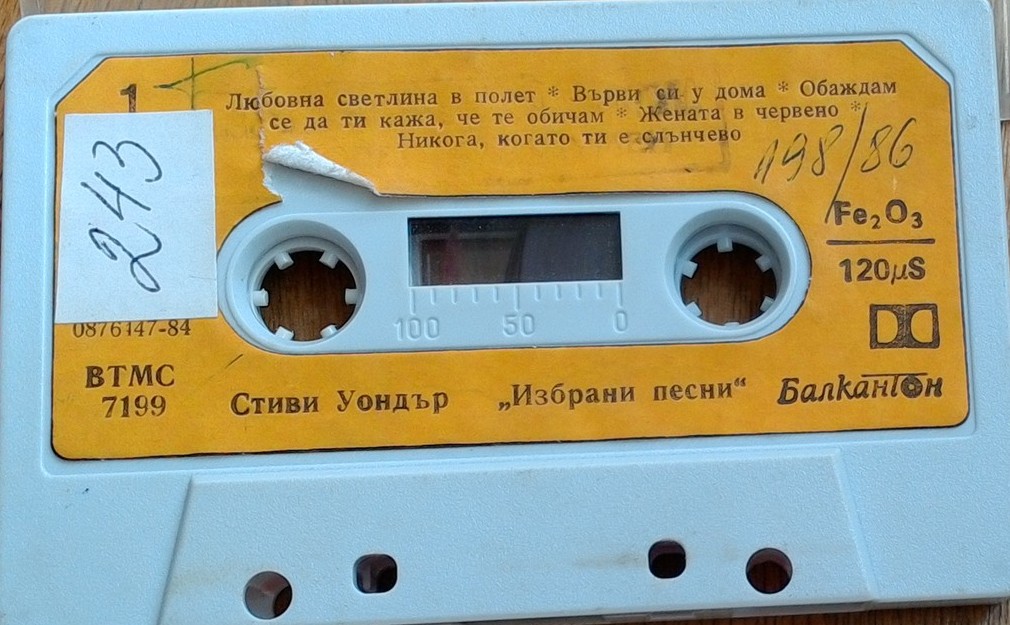 1
Любовна светлина в полет * Върви си у дома * Обаждам
се да ти кажа, че те обичам * Жената в червено *
Никога, когато ти е слънчево
198/86
243
Fe₂O₃
120µS
100 50 0
0876147-84
ВТМС
7199
Стиви Уондър „Избрани песни“
Балкантон